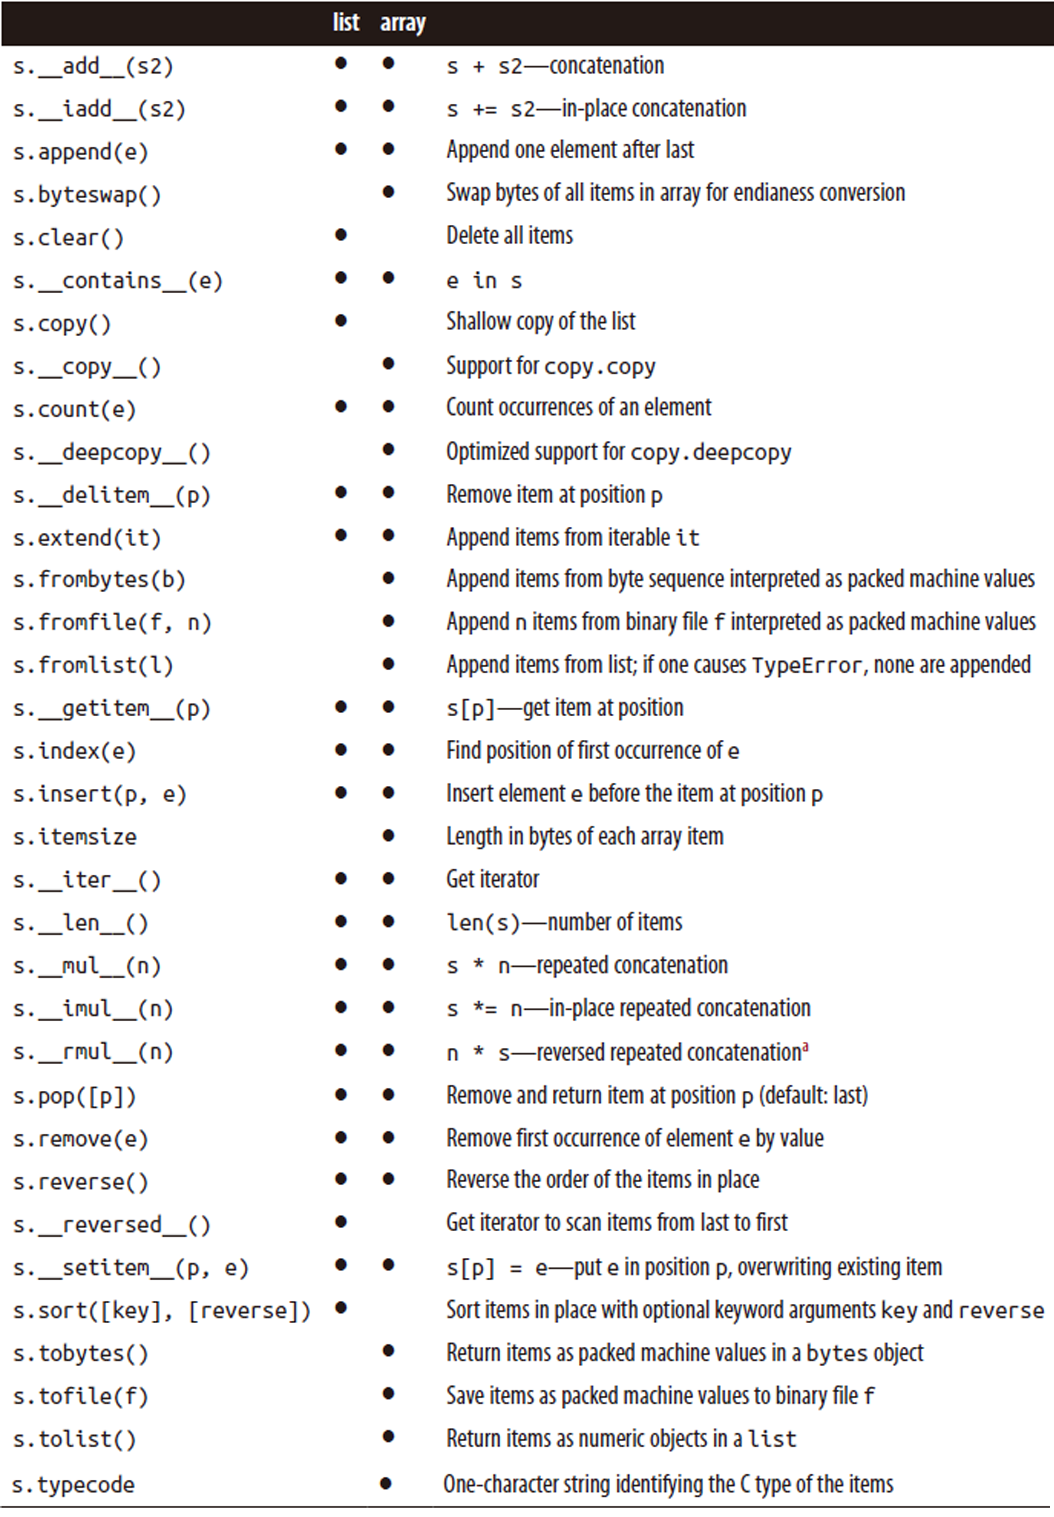 list array
s.__add__(s2) ● ● s + s2—concatenation
s.__iadd__(s2) ● ● s += s2—in-place concatenation
s.append(e) ● ● Append one element after last
s.byteswap() ● Swap bytes of all items in array for endianess conversion
s.clear() ● Delete all items
s.__contains__(e) ● ● e in s
s.copy() ● Shallow copy of the list
s.__copy__() ● Support for copy.copy
s.count(e) ● ● Count occurrences of an element
s.__deepcopy__() ● Optimized support for copy.deepcopy
s.__delitem__(p) ● ● Remove item at position p
s.extend(it) ● ● Append items from iterable it
s.frombytes(b) ● Append items from byte sequence interpreted as packed machine values
s.fromfile(f, n) ● Append n items from binary file f interpreted as packed machine values
s.fromlist(l) ● Append items from list; if one causes TypeError, none are appended
s.__getitem__(p) ● ● s[p]—get item at position
s.index(e) ● ● Find position of first occurrence of e
s.insert(p, e) ● ● Insert element e before the item at position p
s.itemsize ● Length in bytes of each array item
s.__iter__() ● ● Get iterator
s.__len__() ● ● len(s)—number of items
s.__mul__(n) ● ● s * n—repeated concatenation
s.__imul__(n) ● ● s *= n—in-place repeated concatenation
s.__rmul__(n) ● ● n * s—reversed repeated concatenationa
s.pop([p]) ● ● Remove and return item at position p (default: last)
s.remove(e) ● ● Remove first occurrence of element e by value
s.reverse() ● ● Reverse the order of the items in place
s.__reversed__() ● Get iterator to scan items from last to first
s.__setitem__(p, e) ● ● s[p] = e—put e in position p, overwriting existing item
s.sort([key], [reverse]) ● Sort items in place with optional keyword arguments key and reverse
s.tobytes() ● Return items as packed machine values in a bytes object
s.tofile(f) ● Save items as packed machine values to binary file f
s.tolist() ● Return items as numeric objects in a list
s.typecode ● One-character string identifying the C type of the items